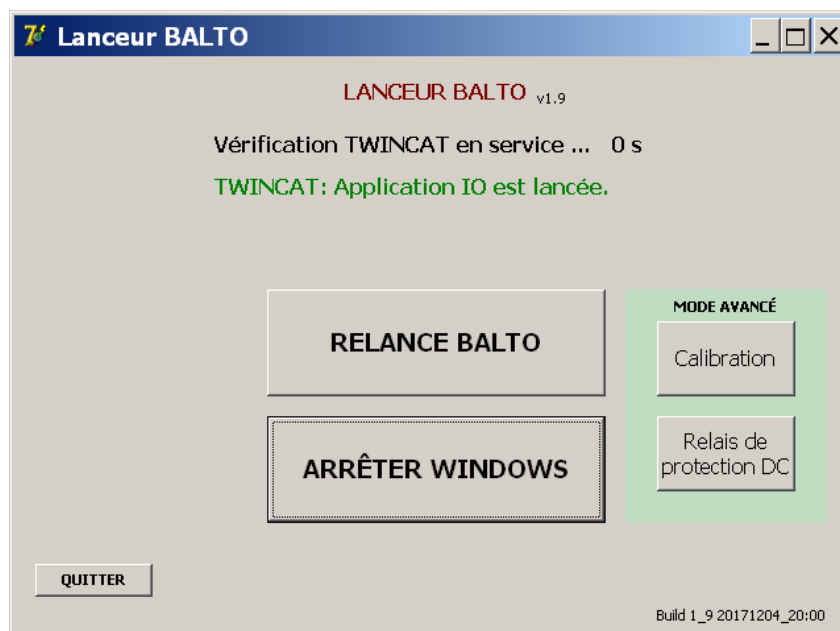 Lanceur BALTO
LANCEUR BALTO v1.9
Vérification TWINCAT en service ... 0 s
TWINCAT: Application IO est lancée.
MODE AVANCÉ
RELANCE BALTO
Calibration
ARRÊTER WINDOWS
Relais de
protection DC
QUITTER
Build 1_9 20171204_20:00